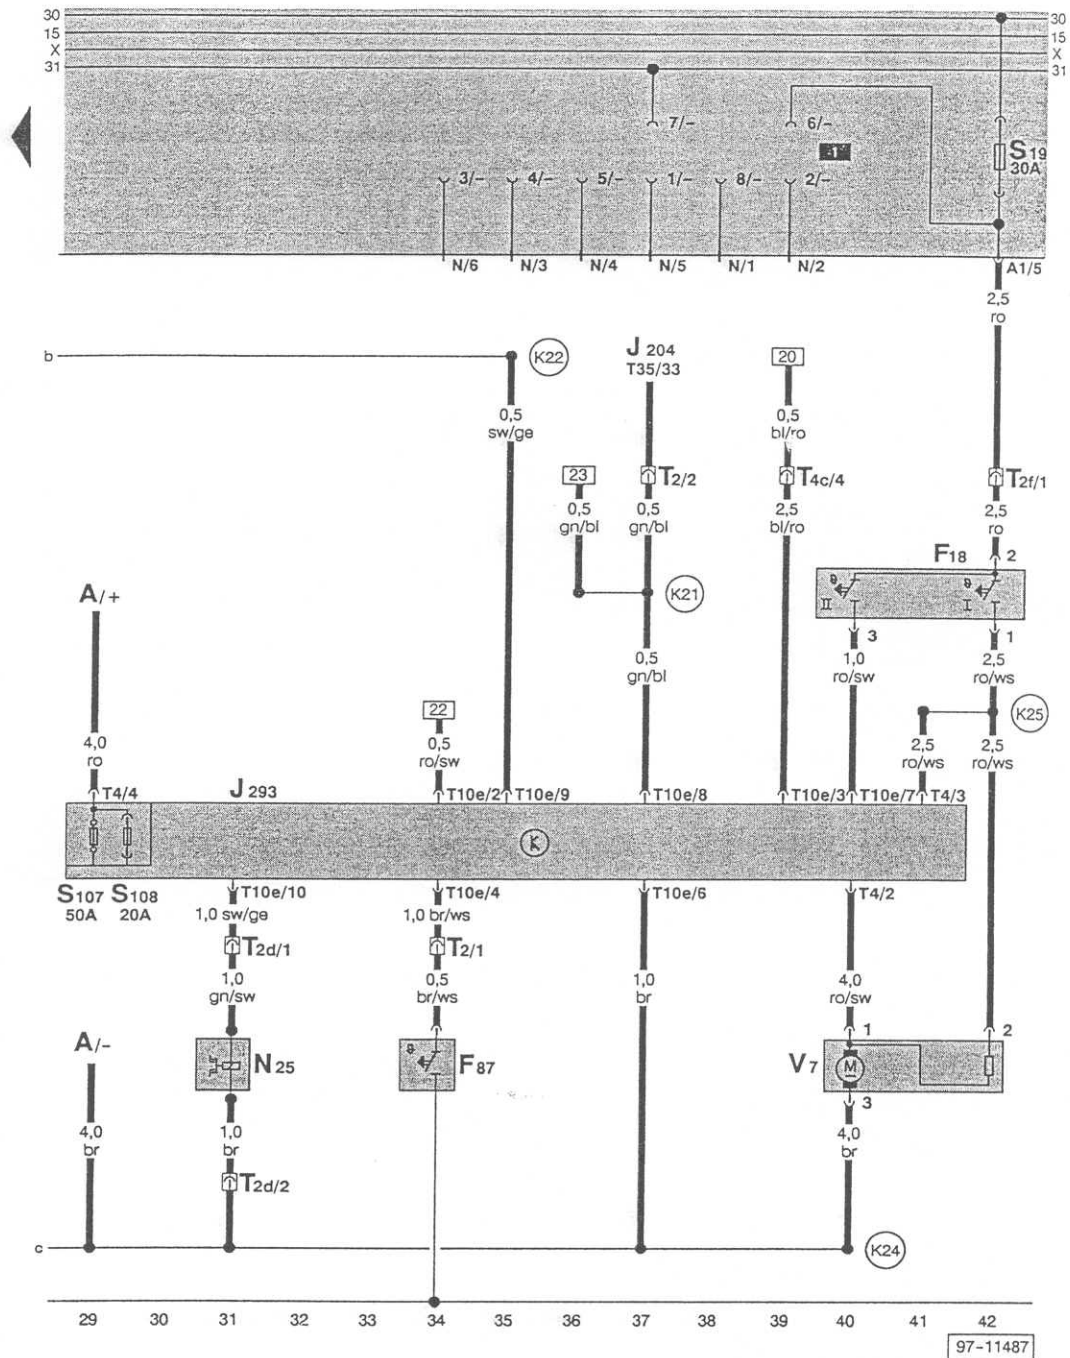 30 30
15 15
X X
31 31
7/- 6/-
1
S19
30A
3/- 4/- 5/- 1/- 8/- 2/-
N/6 N/3 N/4 N/5 N/1 N/2 A1/5
2,5
ro
b K22
J 204
T35/33
20
0,5
sw/ge
0,5
bl/ro
23 T2/2 T4c/4 T2f/1
0,5
gn/bl
0,5
gn/bl
2,5
bl/ro
2,5
ro
F18 2
A/+
K21
II I
3 1
0,5
gn/bl
1,0
ro/sw
2,5
ro/ws
22
K25
4,0
ro
0,5
ro/sw
2,5
ro/ws
2,5
ro/ws
T4/4 J 293 T10e/2 T10e/9 T10e/8 T10e/3 T10e/7 T4/3
K
S107 S108
50A 20A
T10e/10 T10e/4 T10e/6 T4/2
1,0 sw/ge 1,0 br/ws
T2d/1 T2/1
1,0
gn/sw
0,5
br/ws
1,0
br
4,0
ro/sw
A/- 1 2
N 25 F87 V7 M
3
4,0
br
1,0
br
4,0
br
T2d/2
c K24
29 30 31 32 33 34 35 36 37 38 39 40 41 42
97-11487